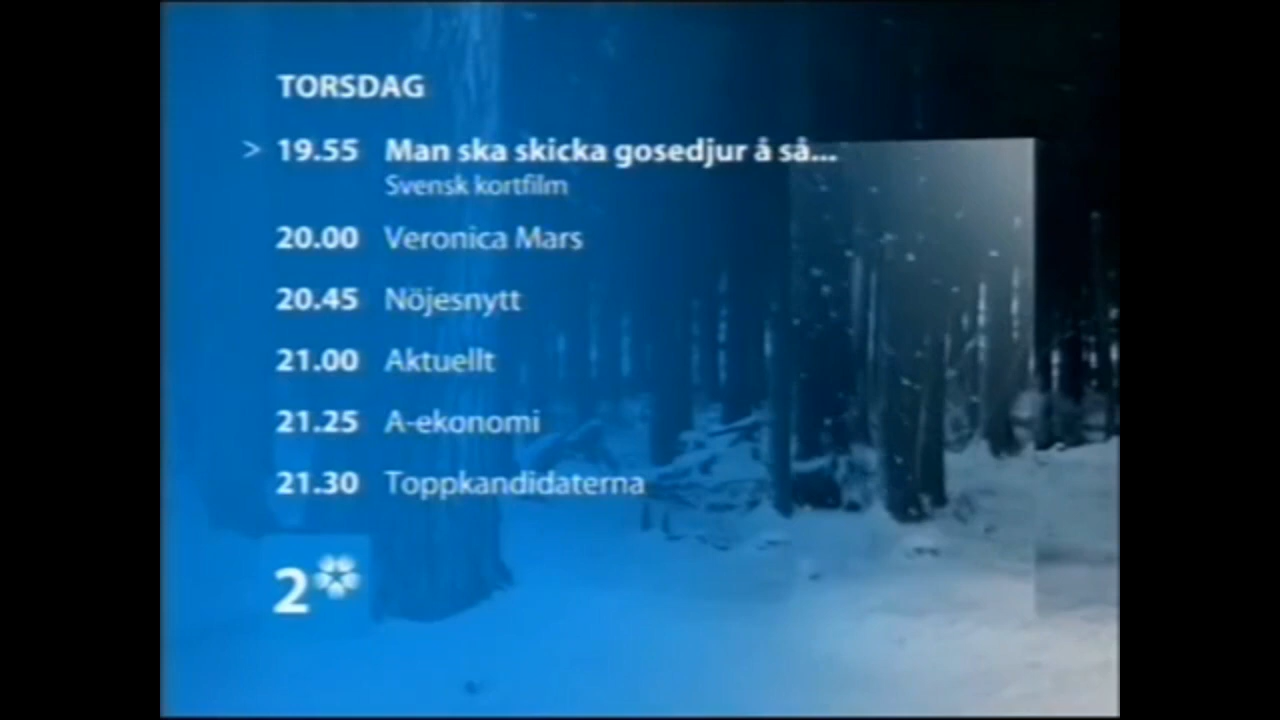 TORSDAG
> 19.55 Man ska skicka gosedjur å så...
Svensk kortfilm
20.00 Veronica Mars
20.45 Nöjesnytt
21.00 Aktuellt
21.25 A-ekonomi
21.30 Toppkandidaterna
2